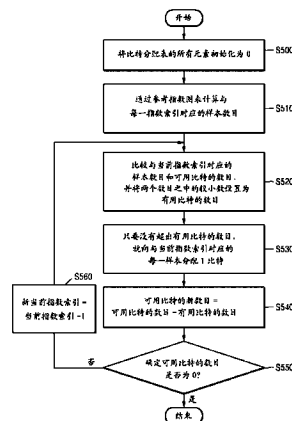 开始
将比特分配表的所有元素初始化为0
S500
通过参考指数图表计算与
每一指数索引对应的样本数目
S510
比较与当前指数索引对应的
样本数目和可用比特的数目,
并将两个数目之中的较小数设置为
有用比特的数目
S520
只要没有超出有用比特的数目,
就向与当前指数索引对应的
每一样本分配1比特
S530
S560
新当前指数索引=
当前指数索引-1
可用比特的新数目=
可用比特的数目-有用比特的数目
S540
否
确定可用比特的数目
是否为0?
S550
是
结束